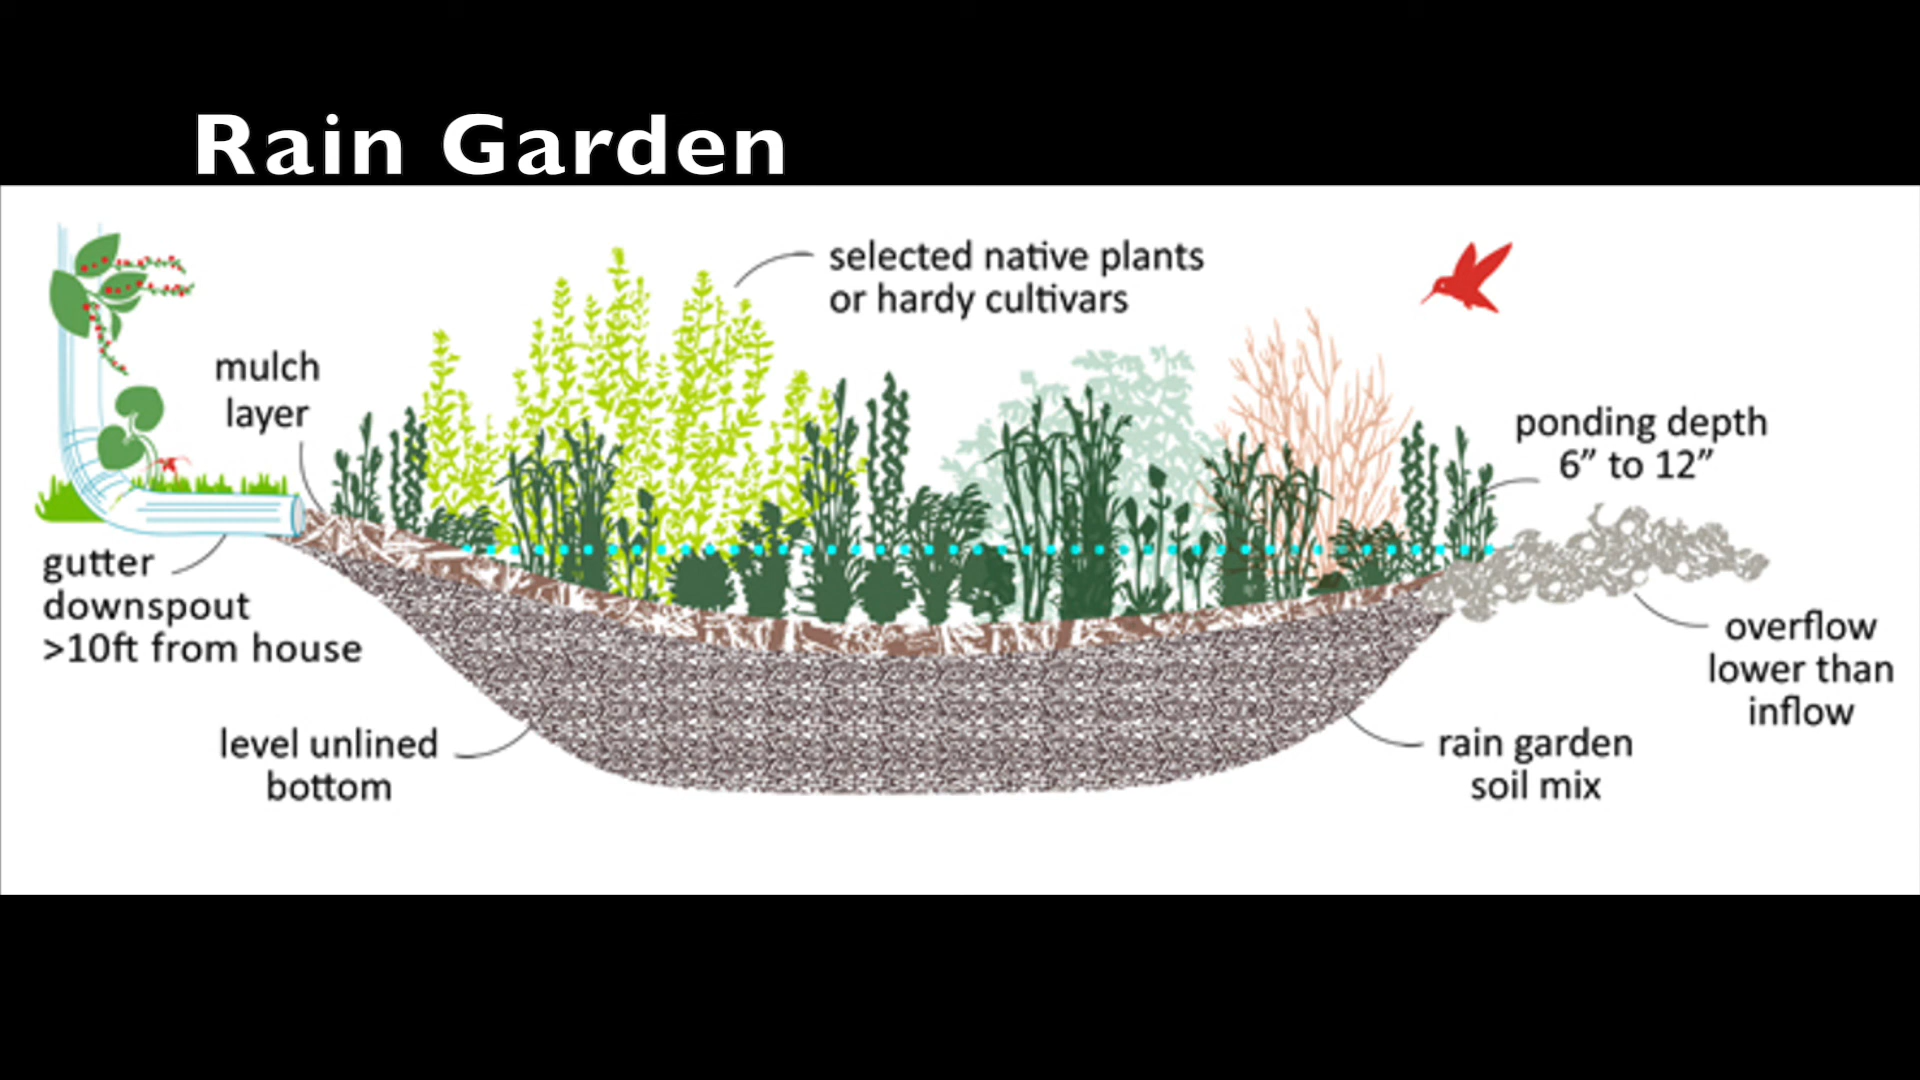 Rain Garden
selected native plants
or hardy cultivars
mulch
layer
ponding depth
6” to 12”
gutter
downspout
>10ft from house
overflow
lower than
inflow
level unlined
bottom
rain garden
soil mix